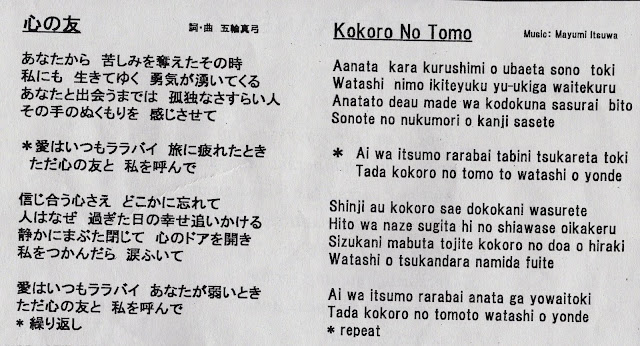 心の友
詞・曲 五輪真弓
あなたから 苦しみを奪えたその時
私にも 生きてゆく 勇気が湧いてくる
あなたと出会うまでは 孤独なさすらい人
その手のぬくもりを 感じさせて
*愛はいつもララバイ 旅に疲れたとき
ただ心の友と 私を呼んで
信じ合う心さえ どこかに忘れて
人はなぜ 過ぎた日の幸せ追いかける
静かにまぶた閉じて 心のドアを開き
私をつかんだら 涙ふいて
愛はいつもララバイ あなたが弱いとき
ただ心の友と 私を呼んで
*繰り返し
Kokoro No Tomo
Music: Mayumi Itsuwa
Aanata kara kurushimi o ubaeta sono toki
Watashi nimo ikiteyuku yu-ukiga waitekuru
Anatato deau made wa kodokuna sasurai bito
Sonote no nukumori o kanji sasete
* Ai wa itsumo rarabai tabini tsukareta toki
Tada kokoro no tomo to watashi o yonde
Shinji au kokoro sae dokokani wasurete
Hito wa naze sugita hi no shiawase oikakeru
Sizukani mabuta tojite kokoro no doa o hiraki
Watashi o tsukandara namida fuite
Ai wa itsumo rarabai anata ga yowaitoki
Tada kokoro no tomoto watashi o yonde
* repeat